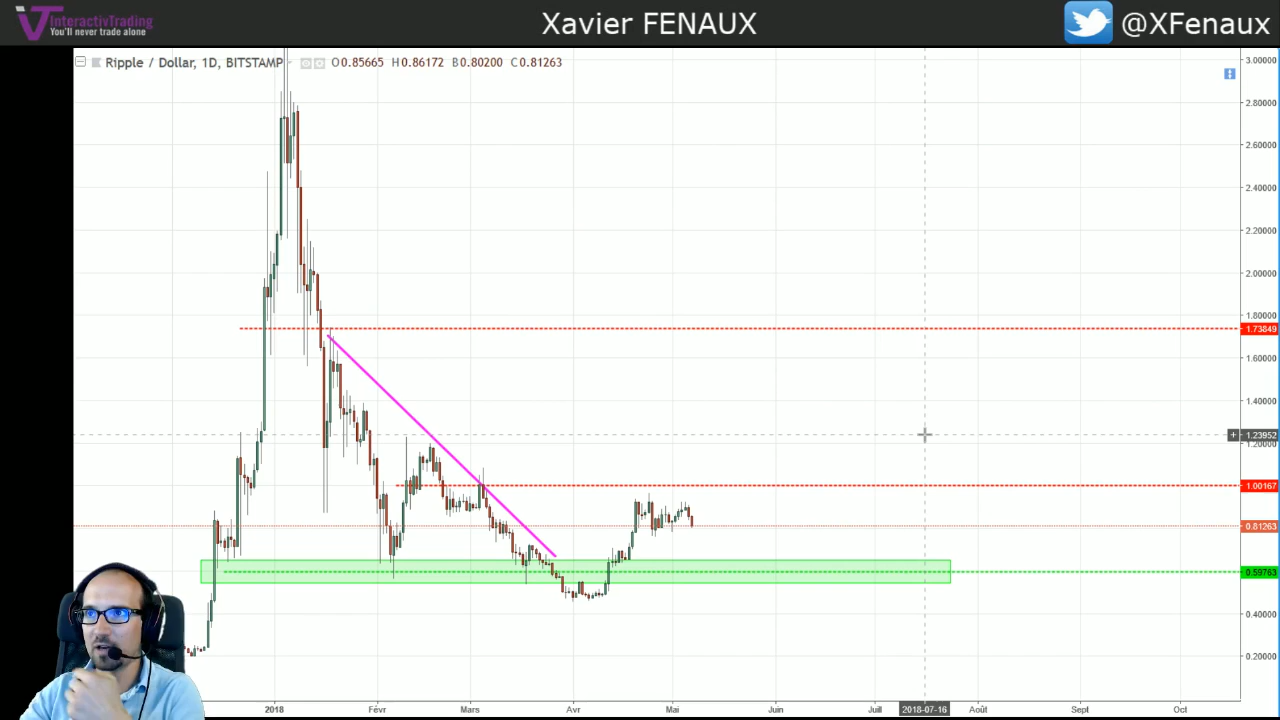 InteractivTrading
You'll never trade alone
Xavier FENAUX
@XFenaux
Ripple / Dollar, 1D, BITSTAMP O0.85665 H0.86172 B0.80200 C0.81263
3.00000
2.80000
2.60000
2.40000
2.20000
2.00000
1.80000
1.73849
1.60000
1.40000
1.23952
1.20000
1.00167
0.81263
0.59763
0.40000
0.20000
2018 Févr Mars Avr Mai Juin Juill 2018-07-16 Août Sept Oct